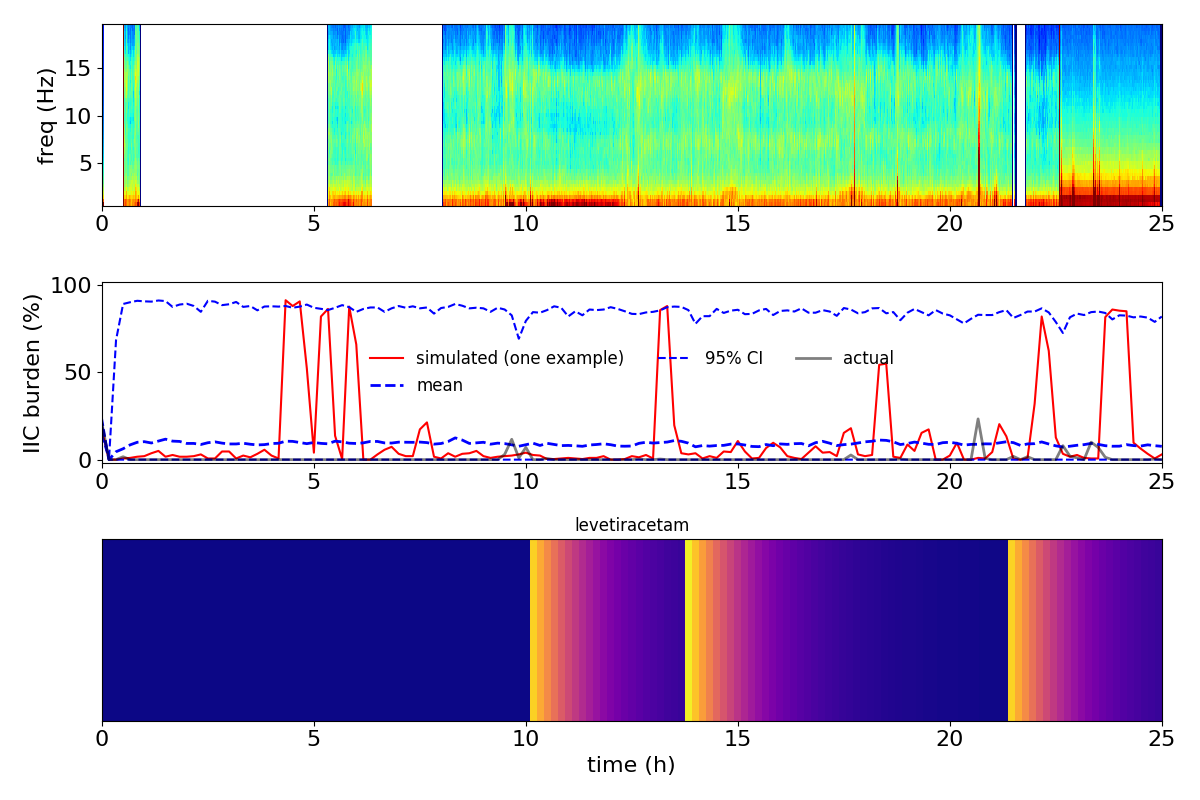 freq (Hz)
15
10
5
0 5 10 15 20 25
IIC burden (%)
100
50
0
simulated (one example) 95% CI actual
mean
0 5 10 15 20 25
levetiracetam
0 5 10 15 20 25
time (h)